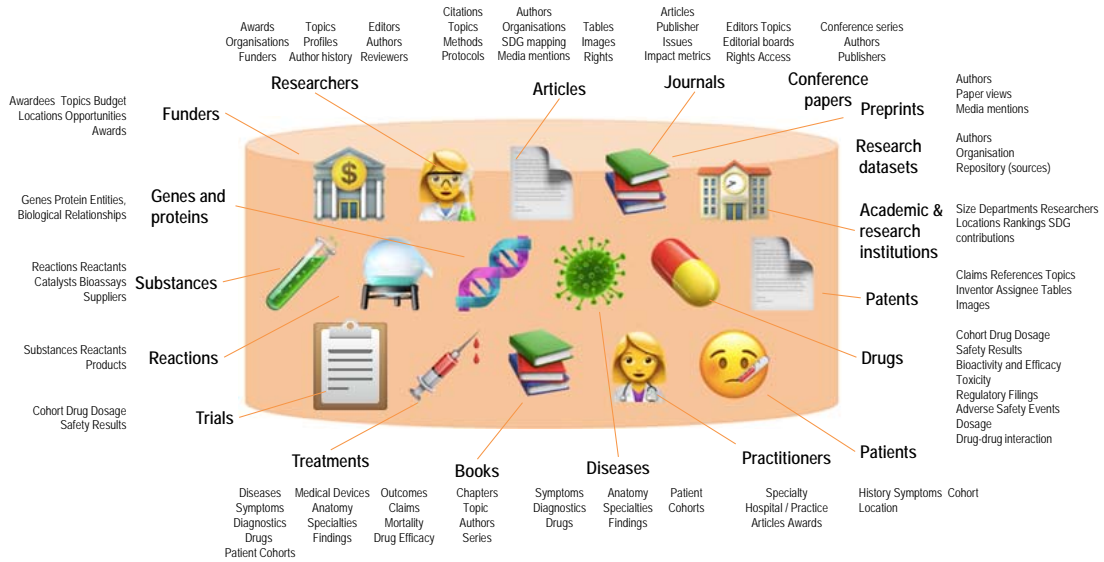 Awards
Organisations
Funders
Topics
Profiles
Author history
Editors
Authors
Reviewers
Researchers
Citations
Topics
Methods
Protocols
Authors
Organisations
SDG mapping
Media mentions
Tables
Images
Rights
Articles
Articles
Publisher
Issues
Impact metrics
Editors Topics
Editorial boards
Rights Access
Journals
Conference series
Authors
Publishers
Conference
papers
Awardees Topics Budget
Locations Opportunities
Awards
Funders
Preprints
Authors
Paper views
Media mentions
Research
datasets
Authors
Organisation
Repository (sources)
Genes Protein Entities,
Biological Relationships
Genes and
proteins
Academic &
research
institutions
Size Departments Researchers
Locations Rankings SDG
contributions
Reactions Reactants
Catalysts Bioassays
Suppliers
Substances
Patents
Claims References Topics
Inventor Assignee Tables
Images
Substances Reactants
Products
Reactions
Drugs
Cohort Drug Dosage
Safety Results
Bioactivity and Efficacy
Toxicity
Regulatory Filings
Adverse Safety Events
Dosage
Drug-drug interaction
Cohort Drug Dosage
Safety Results
Trials
Treatments
Diseases
Symptoms
Diagnostics
Drugs
Patient Cohorts
Medical Devices
Anatomy
Specialties
Findings
Outcomes
Claims
Mortality
Drug Efficacy
Books
Chapters
Topic
Authors
Series
Diseases
Symptoms
Diagnostics
Drugs
Anatomy
Specialties
Findings
Patient
Cohorts
Practitioners
Specialty
Hospital / Practice
Articles Awards
Patients
History Symptoms Cohort
Location
$